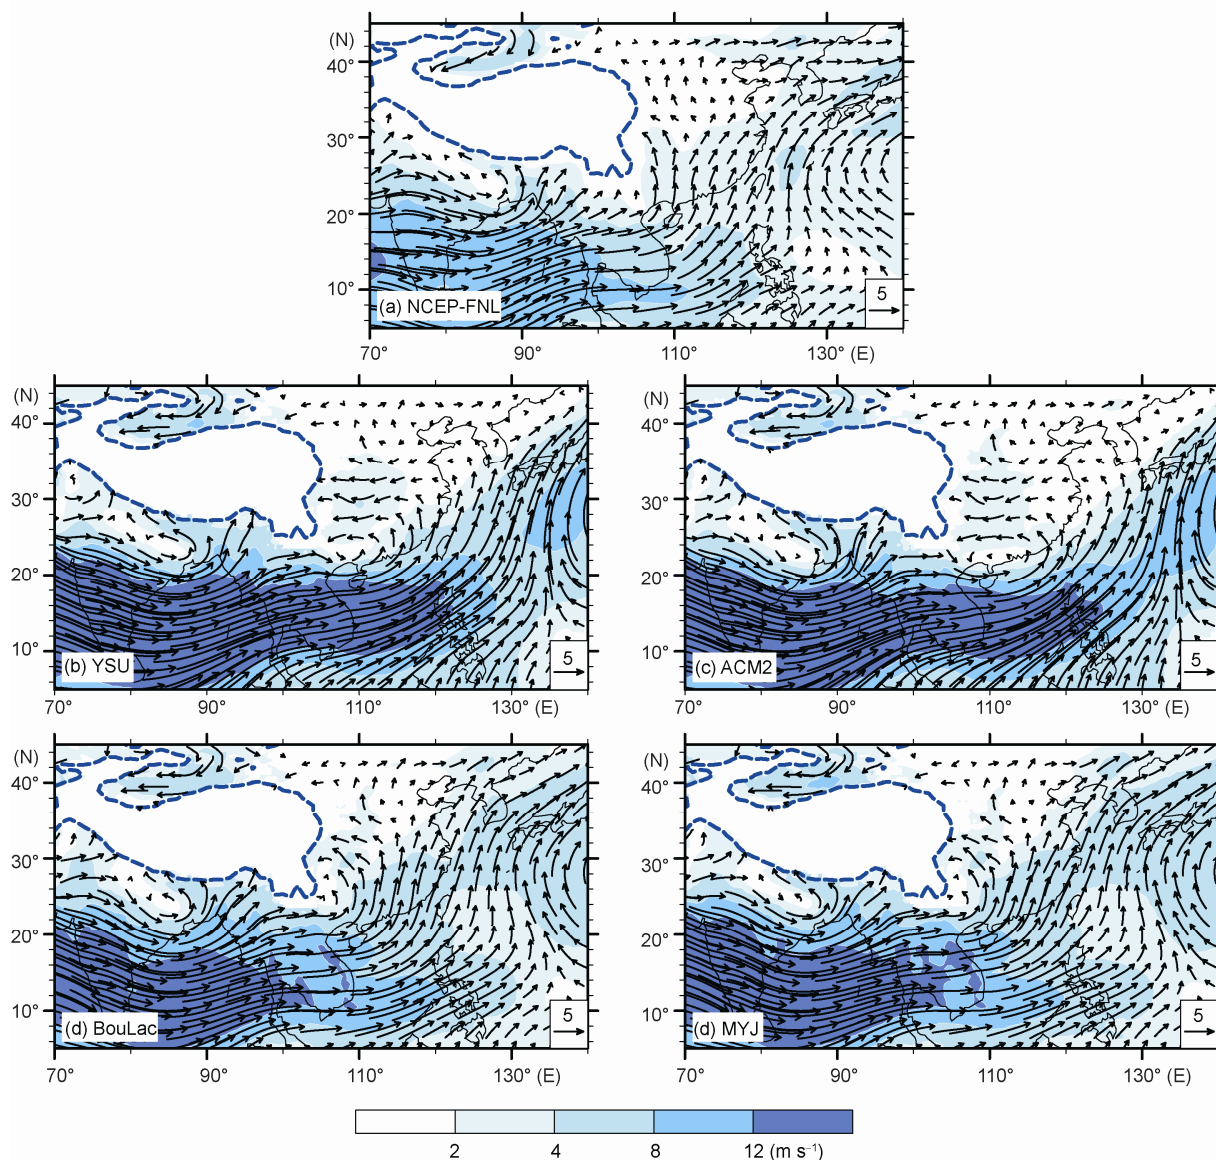 (N)
40°
30°
20°
10°
(a) NCEP-FNL
5
70° 90° 110° 130° (E)
(N) (N)
40° 40°
30° 30°
20° 20°
10° 10°
(b) YSU 5 (c) ACM2 5
70° 90° 110° 130° (E) 70° 90° 110° 130° (E)
(N) (N)
40° 40°
30° 30°
20° 20°
10° 10°
(d) BouLac 5 (d) MYJ 5
70° 90° 110° 130° (E) 70° 90° 110° 130° (E)
2 4 8 12 (m s⁻¹)